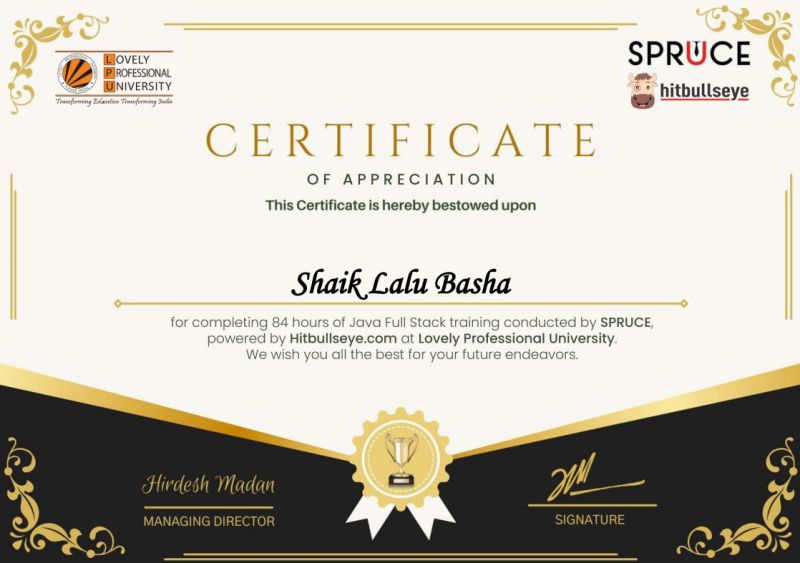 LOVELY
PROFESSIONAL
UNIVERSITY
Transforming Education Transforming India
SPRUCE
hitbullseye
CERTIFICATE
OF APPRECIATION
This Certificate is hereby bestowed upon
Shaik Lalu Basha
for completing 84 hours of Java Full Stack training conducted by SPRUCE,
powered by Hitbullseye.com at Lovely Professional University.
We wish you all the best for your future endeavors.
Hirdesh Madan
MANAGING DIRECTOR
SIGNATURE